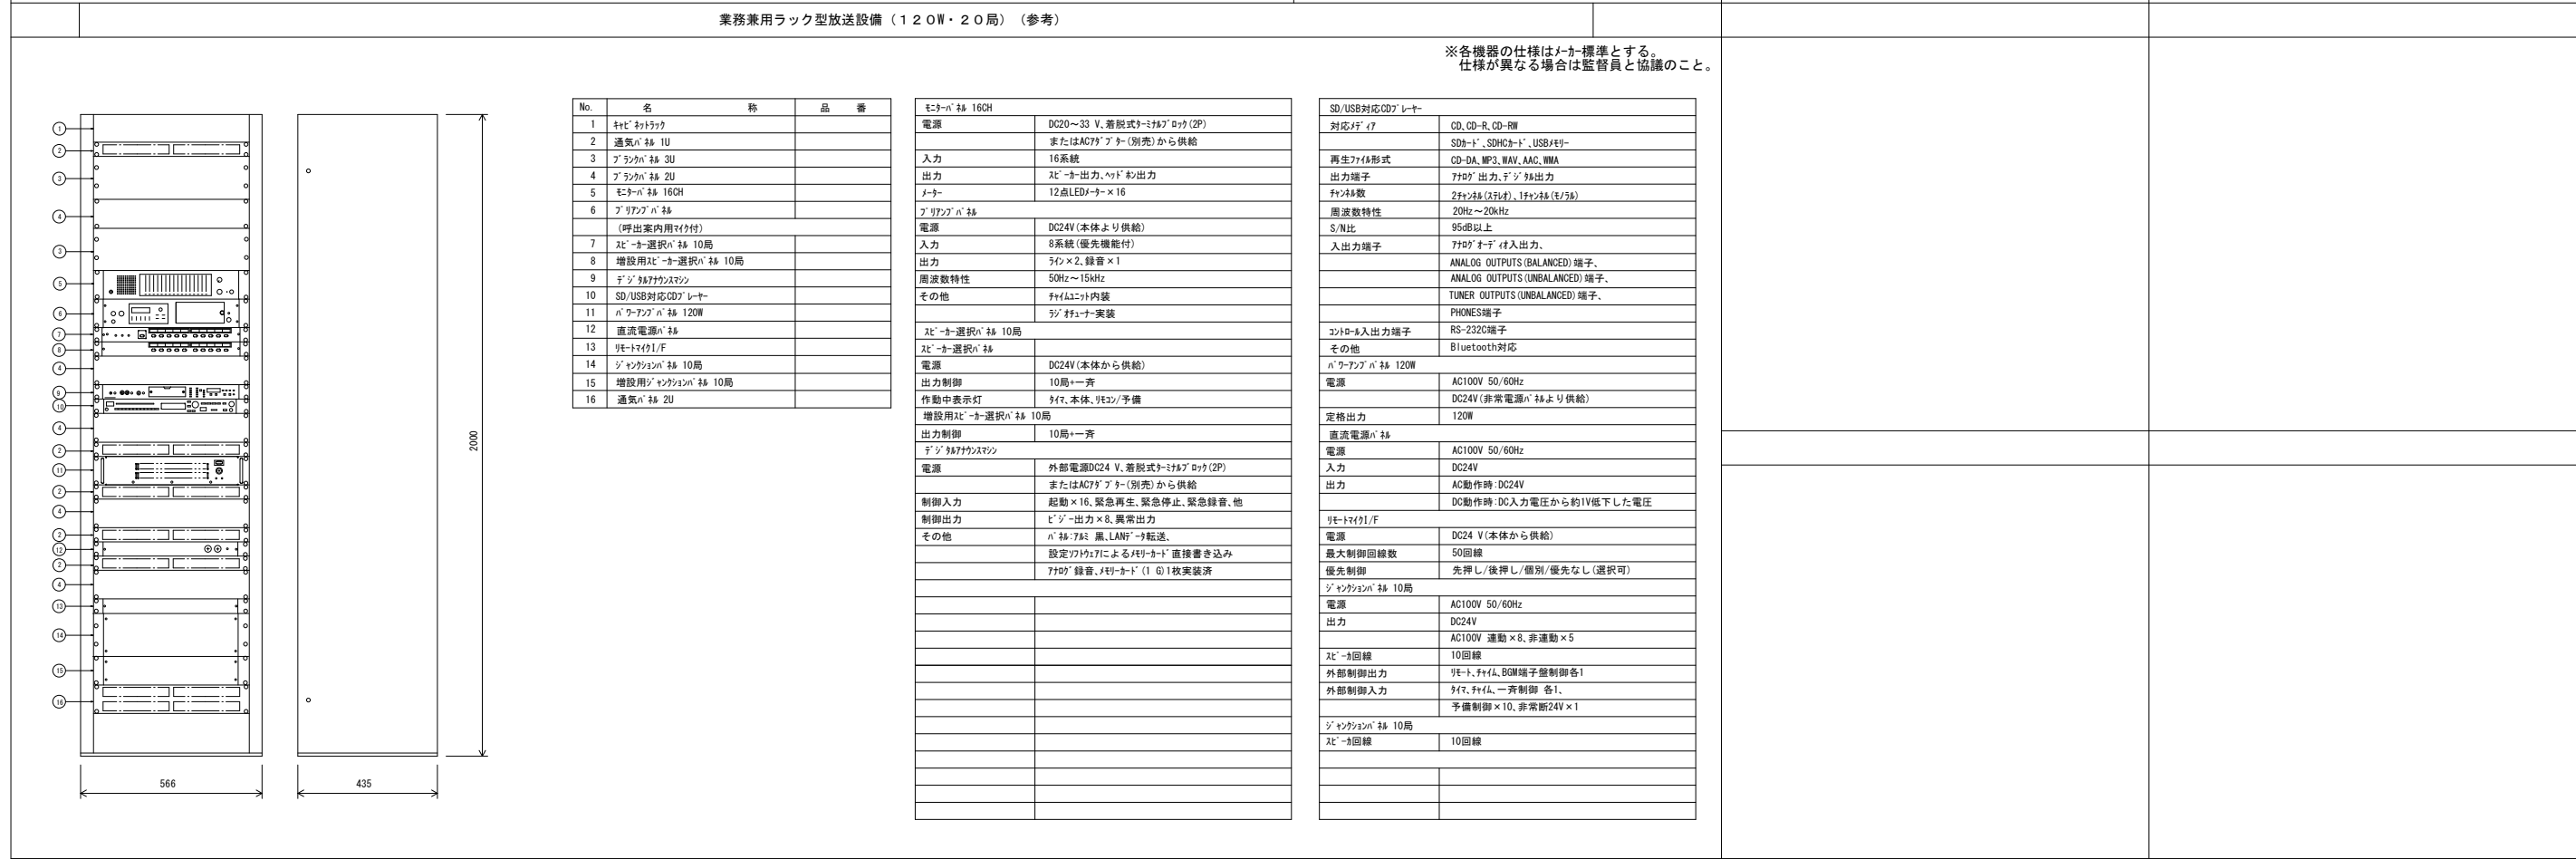 業務兼用ラック型放送設備（１２０Ｗ・２０局）（参考）
※各機器の仕様はﾒｰｶｰ標準とする。
仕様が異なる場合は監督員と協議のこと。
1
2
3
4
3
5
6
7
8
4
9
10
4
2
11
2
4
2
12
2
4
13
14
15
16
566
435
2000
No. 名 称 品 番
1 ｷｬﾋﾞﾈｯﾄﾗｯｸ
2 通気ﾊﾟﾈﾙ 1U
3 ﾌﾞﾗﾝｸﾊﾟﾈﾙ 3U
4 ﾌﾞﾗﾝｸﾊﾟﾈﾙ 2U
5 ﾓﾆﾀｰﾊﾟﾈﾙ 16CH
6 ﾌﾟﾘｱﾝﾌﾟﾊﾟﾈﾙ
(呼出案内用ﾏｲｸ付)
7 ｽﾋﾟｰｶｰ選択ﾊﾟﾈﾙ 10局
8 増設用ｽﾋﾟｰｶｰ選択ﾊﾟﾈﾙ 10局
9 ﾃﾞｼﾞﾀﾙｱﾅｳﾝｽﾏｼﾝ
10 SD/USB対応CDﾌﾟﾚｰﾔｰ
11 ﾊﾟﾜｰｱﾝﾌﾟﾊﾟﾈﾙ 120W
12 直流電源ﾊﾟﾈﾙ
13 ﾘﾓｰﾄﾏｲｸI/F
14 ｼﾞｬﾝｸｼｮﾝﾊﾟﾈﾙ 10局
15 増設用ｼﾞｬﾝｸｼｮﾝﾊﾟﾈﾙ 10局
16 通気ﾊﾟﾈﾙ 2U
ﾓﾆﾀｰﾊﾟﾈﾙ 16CH
電源 DC20～33 V､着脱式ﾀｰﾐﾅﾙﾌﾞﾛｯｸ(2P)
またはACｱﾀﾞﾌﾟﾀｰ(別売)から供給
入力 16系統
出力 ｽﾋﾟｰｶｰ出力､ﾍｯﾄﾞﾎﾝ出力
ﾒｰﾀｰ 12点LEDﾒｰﾀｰ×16
ﾌﾟﾘｱﾝﾌﾟﾊﾟﾈﾙ
電源 DC24V(本体より供給)
入力 8系統(優先機能付)
出力 ﾗｲﾝ×2､録音×1
周波数特性 50Hz～15kHz
その他 ﾁｬｲﾑﾕﾆｯﾄ内装
ﾗｼﾞｵﾁｭｰﾅｰ実装
ｽﾋﾟｰｶｰ選択ﾊﾟﾈﾙ 10局
ｽﾋﾟｰｶｰ選択ﾊﾟﾈﾙ
電源 DC24V(本体から供給)
出力制御 10局+一斉
作動中表示灯 ﾀｲﾏ､本体､ﾘﾓｺﾝ/予備
増設用ｽﾋﾟｰｶｰ選択ﾊﾟﾈﾙ 10局
出力制御 10局+一斉
ﾃﾞｼﾞﾀﾙｱﾅｳﾝｽﾏｼﾝ
電源 外部電源DC24 V､着脱式ﾀｰﾐﾅﾙﾌﾞﾛｯｸ(2P)
またはACｱﾀﾞﾌﾟﾀｰ(別売)から供給
制御入力 起動×16､緊急再生､緊急停止､緊急録音､他
制御出力 ﾋﾞｼﾞｰ出力×8､異常出力
その他 ﾊﾟﾈﾙ:ｱﾙﾐ 黒､LANﾃﾞｰﾀ転送､
設定ｿﾌﾄｳｪｱによるﾒﾓﾘｰｶｰﾄﾞ直接書き込み
ｱﾅﾛｸﾞ録音､ﾒﾓﾘｰｶｰﾄﾞ(1 G)1枚実装済
SD/USB対応CDﾌﾟﾚｰﾔｰ
対応ﾒﾃﾞｨｱ CD､CD-R､CD-RW
SDｶｰﾄﾞ､SDHCｶｰﾄﾞ､USBﾒﾓﾘｰ
再生ﾌｧｲﾙ形式 CD-DA､MP3､WAV､AAC､WMA
出力端子 ｱﾅﾛｸﾞ出力､ﾃﾞｼﾞﾀﾙ出力
ﾁｬﾝﾈﾙ数 2ﾁｬﾝﾈﾙ(ｽﾃﾚｵ)､1ﾁｬﾝﾈﾙ(ﾓﾉﾗﾙ)
周波数特性 20Hz～20kHz
S/N比 95dB以上
入出力端子 ｱﾅﾛｸﾞｵｰﾃﾞｨｵ入出力､
ANALOG OUTPUTS(BALANCED)端子､
ANALOG OUTPUTS(UNBALANCED)端子､
TUNER OUTPUTS(UNBALANCED)端子､
PHONES端子
ｺﾝﾄﾛｰﾙ入出力端子 RS-232C端子
その他 Bluetooth対応
ﾊﾟﾜｰｱﾝﾌﾟﾊﾟﾈﾙ 120W
電源 AC100V 50/60Hz
DC24V(非常電源ﾊﾟﾈﾙより供給)
定格出力 120W
直流電源ﾊﾟﾈﾙ
電源 AC100V 50/60Hz
入力 DC24V
出力 AC動作時:DC24V
DC動作時:DC入力電圧から約1V低下した電圧
ﾘﾓｰﾄﾏｲｸI/F
電源 DC24 V(本体から供給)
最大制御回線数 50回線
優先制御 先押し/後押し/個別/優先なし(選択可)
ｼﾞｬﾝｸｼｮﾝﾊﾟﾈﾙ 10局
電源 AC100V 50/60Hz
出力 DC24V
AC100V 連動×8､非連動×5
ｽﾋﾟｰｶ回線 10回線
外部制御出力 ﾘﾓｰﾄ､ﾁｬｲﾑ､BGM端子盤制御各1
外部制御入力 ﾀｲﾏ､ﾁｬｲﾑ､一斉制御 各1､
予備制御×10､非常断24V×1
ｼﾞｬﾝｸｼｮﾝﾊﾟﾈﾙ 10局
ｽﾋﾟｰｶ回線 10回線